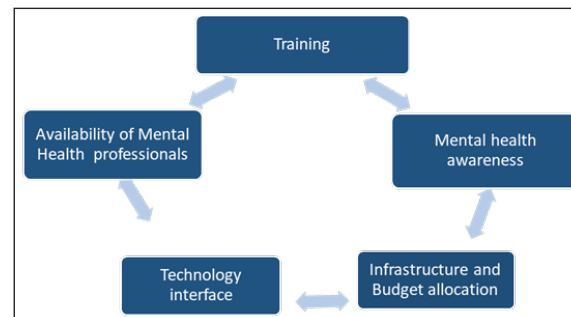 Training
Availability of Mental
Health professionals
Mental health
awareness
Technology
interface
Infrastructure and
Budget allocation